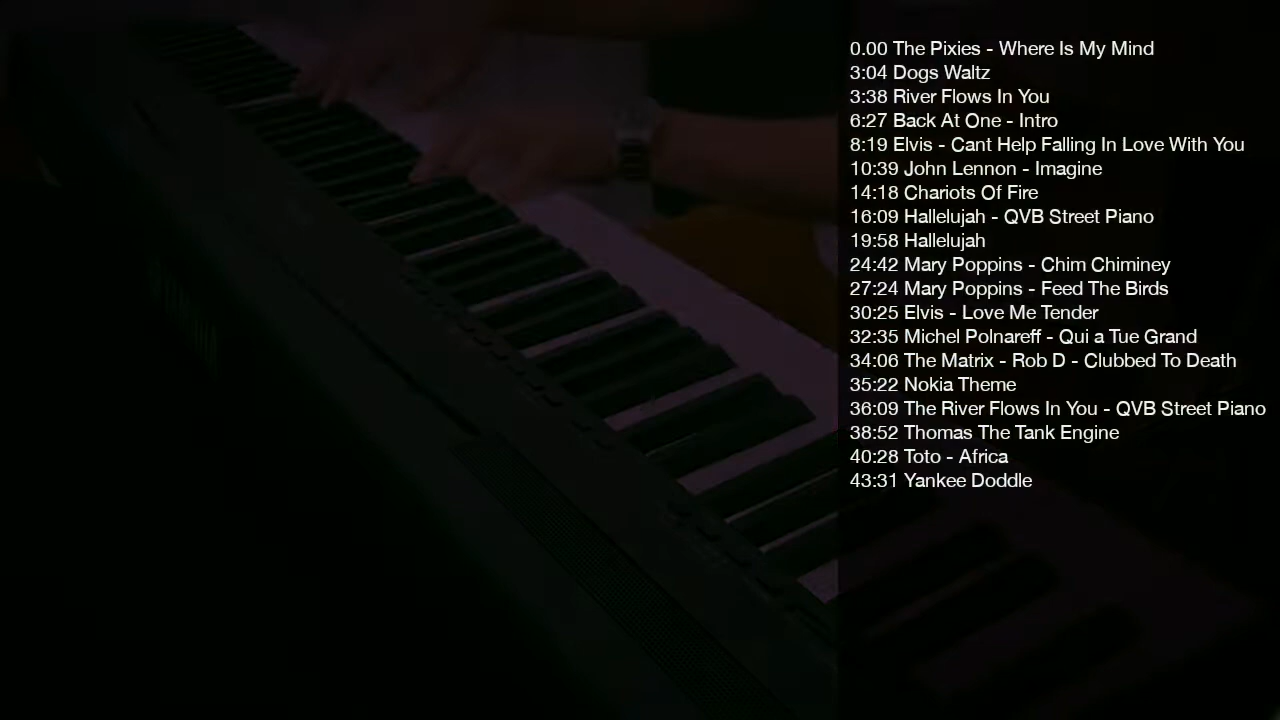 0.00 The Pixies - Where Is My Mind
3:04 Dogs Waltz
3:38 River Flows In You
6:27 Back At One - Intro
8:19 Elvis - Cant Help Falling In Love With You
10:39 John Lennon - Imagine
14:18 Chariots Of Fire
16:09 Hallelujah - QVB Street Piano
19:58 Hallelujah
24:42 Mary Poppins - Chim Chiminey
27:24 Mary Poppins - Feed The Birds
30:25 Elvis - Love Me Tender
32:35 Michel Polnareff - Qui a Tue Grand
34:06 The Matrix - Rob D - Clubbed To Death
35:22 Nokia Theme
36:09 The River Flows In You - QVB Street Piano
38:52 Thomas The Tank Engine
40:28 Toto - Africa
43:31 Yankee Doddle